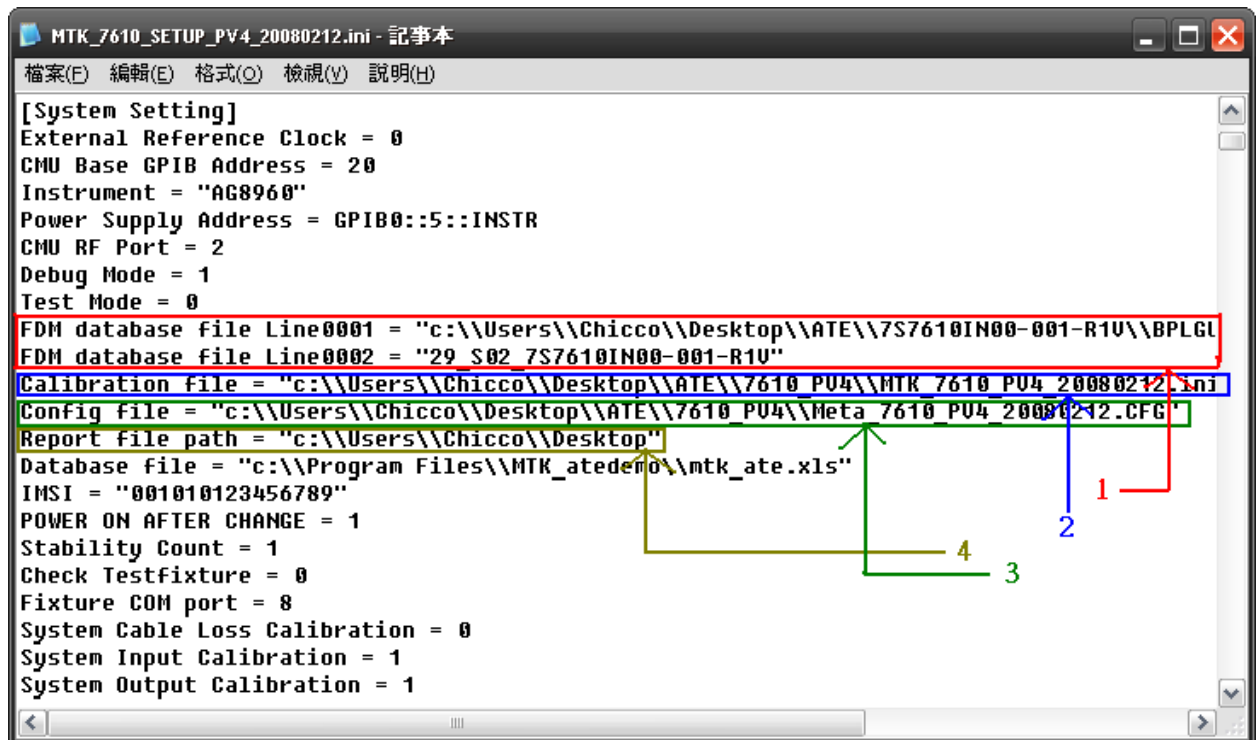 MTK_7610_SETUP_PV4_20080212.ini - 記事本
檔案(F) 編輯(E) 格式(O) 檢視(V) 說明(H)
[System Setting]
External Reference Clock = 0
CMU Base GPIB Address = 20
Instrument = "AG8960"
Power Supply Address = GPIB0::5::INSTR
CMU RF Port = 2
Debug Mode = 1
Test Mode = 0
FDM database file Line0001 = "c:\\Users\\Chicco\\Desktop\\ATE\\7S7610IN00-001-R1V\\BPLGU
FDM database file Line0002 = "29_S02_7S7610IN00-001-R1V"
Calibration file = "c:\\Users\\Chicco\\Desktop\\ATE\\7610_PV4\\MTK_7610_PV4_20080212.ini
Config file = "c:\\Users\\Chicco\\Desktop\\ATE\\7610_PV4\\Meta_7610_PV4_20080212.CFG"
Report file path = "c:\\Users\\Chicco\\Desktop"
Database file = "c:\\Program Files\\MTK_atedemo\\mtk_ate.xls"
IMSI = "001010123456789"
1
POWER ON AFTER CHANGE = 1
2
Stability Count = 1
4
Check Testfixture = 0
3
Fixture COM port = 8
System Cable Loss Calibration = 0
System Input Calibration = 1
System Output Calibration = 1